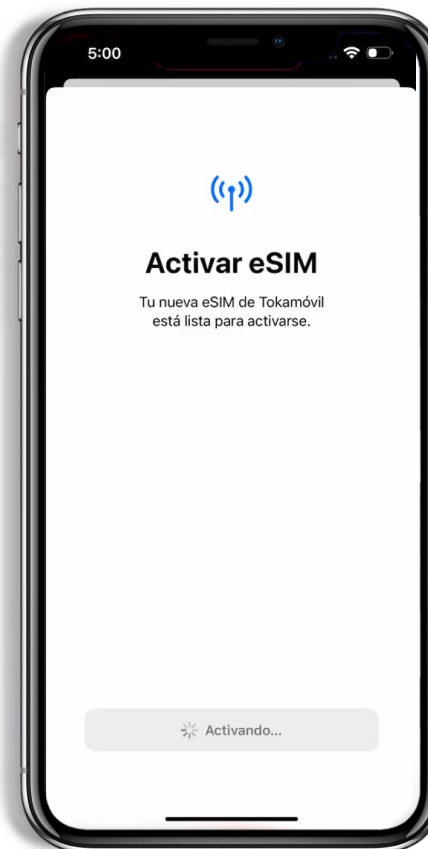 5:00
Activar eSIM
Tu nueva eSIM de Tokamóvil
está lista para activarse.
Activando...